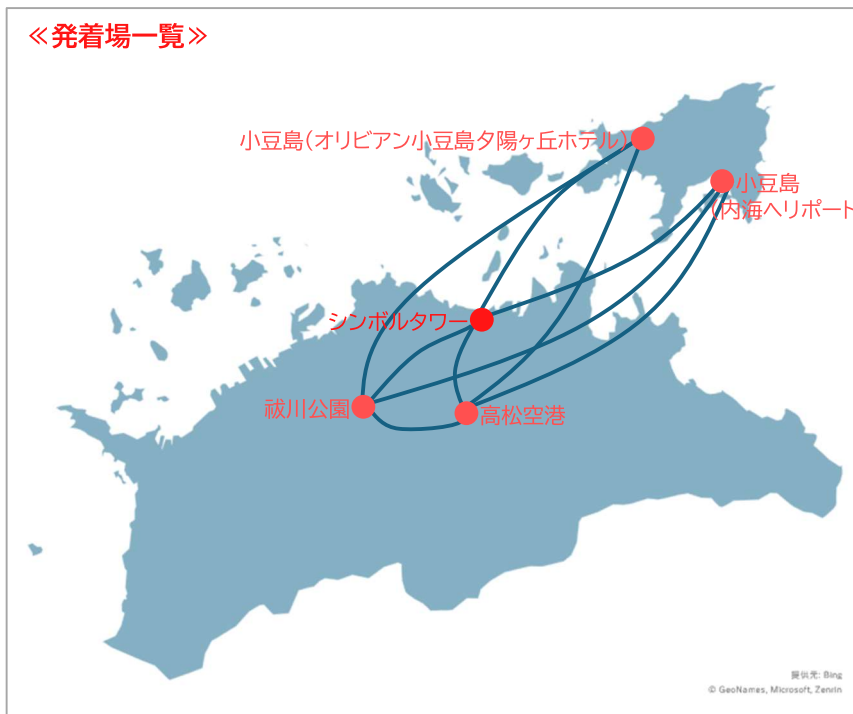 ≪発着場一覧≫
小豆島(オリビアン小豆島夕陽ヶ丘ホテル)
小豆島
(内海ヘリポート
シンボルタワー
祓川公園
高松空港
提供元: Bing
© GeoNames, Microsoft, Zenrin